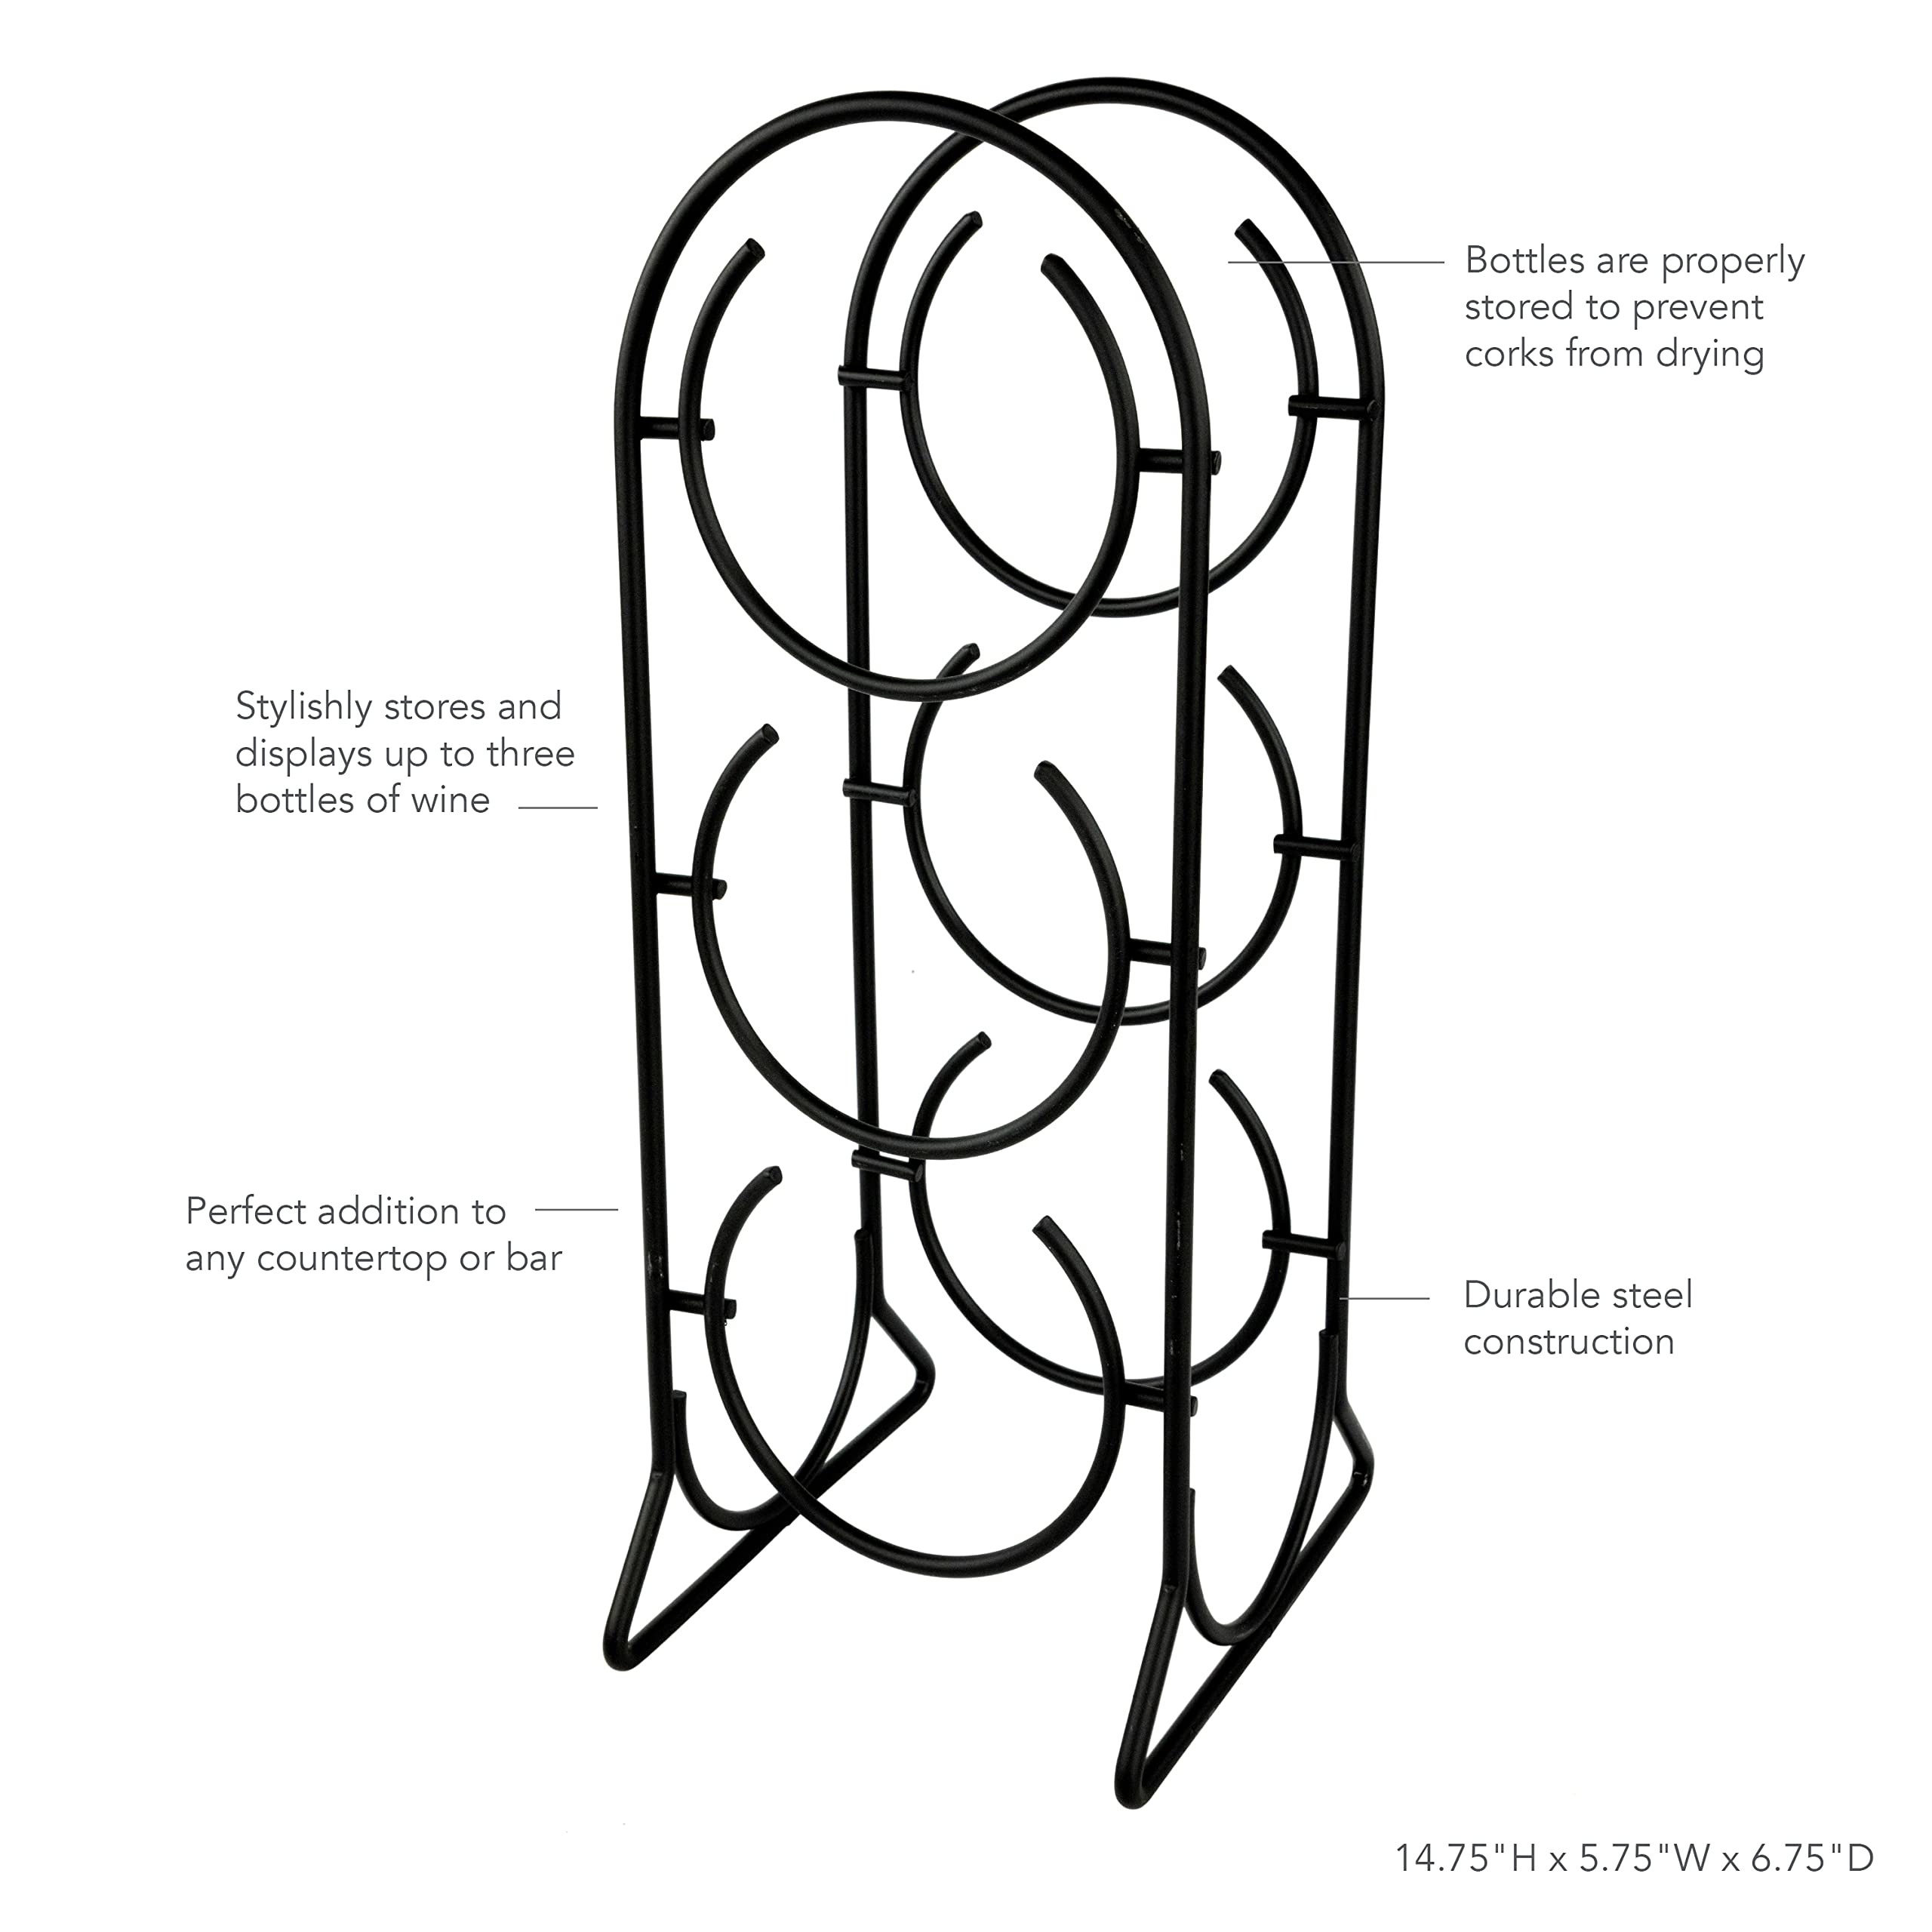 Bottles are properly
stored to prevent
corks from drying
Stylishly stores and
displays up to three
bottles of wine
Perfect addition to
any countertop or bar
Durable steel
construction
14.75"H x 5.75"W x 6.75"D